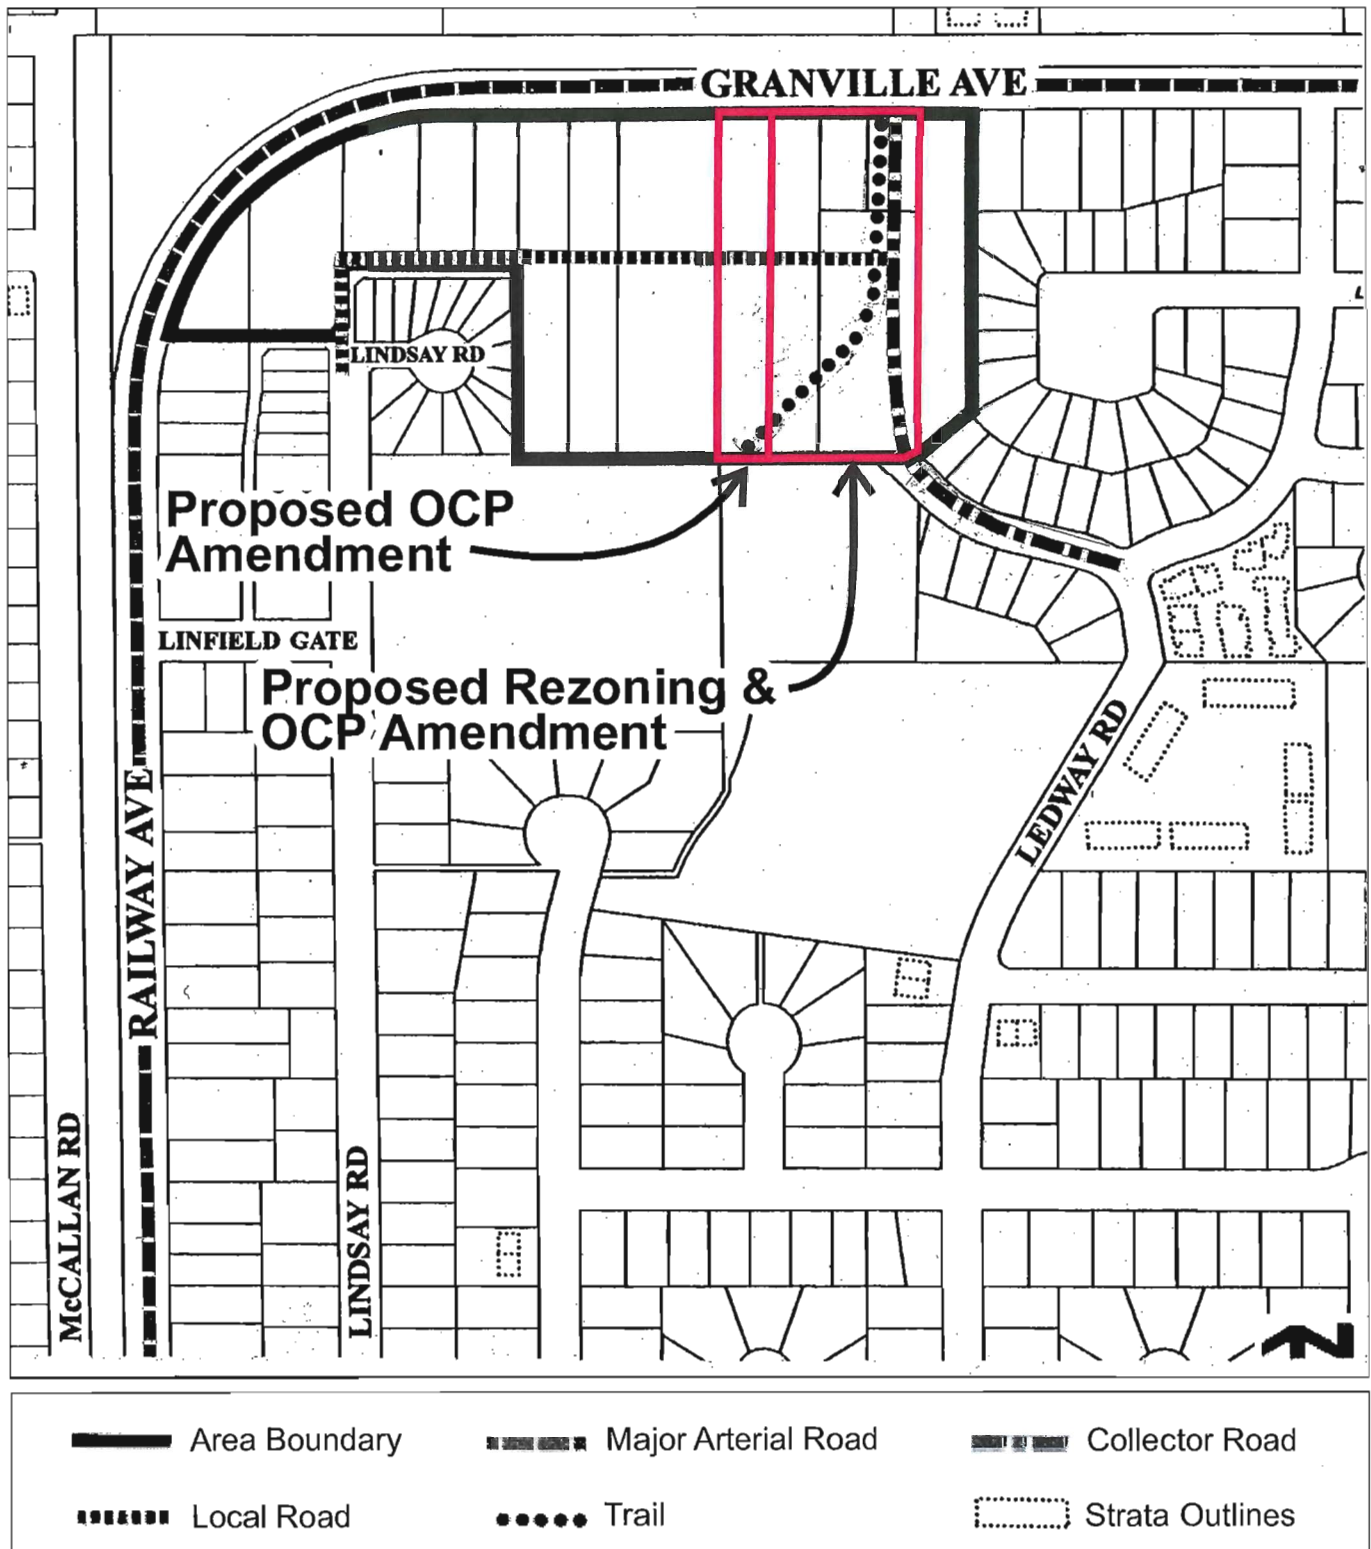 GRANVILLE AVE
LINDSAY RD
Proposed OCP
Amendment
LINFIELD GATE
Proposed Rezoning &
OCP Amendment
RAILWAY AVE
LEDWAY RD
McCALLAN RD
LINDSAY RD
Area Boundary
Major Arterial Road
Collector Road
Local Road
Trail
Strata Outlines